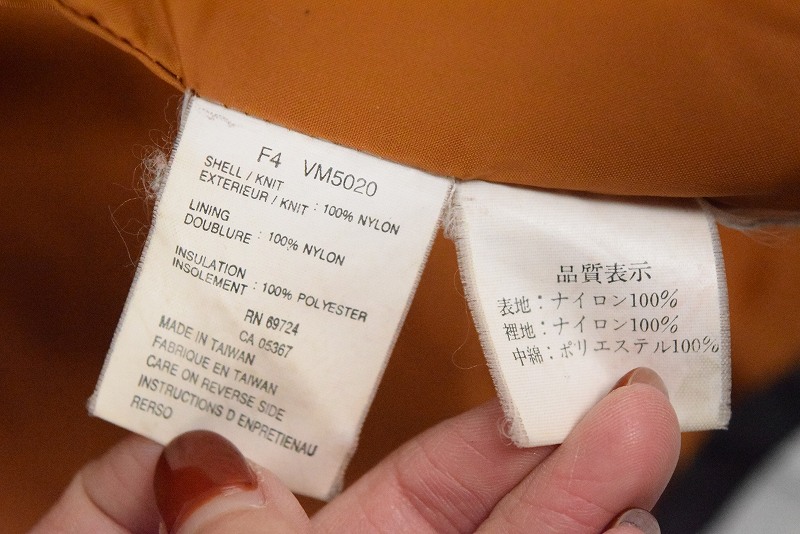 F4 VM5020
SHELL / KNIT
EXTERIEUR / KNIT : 100% NYLON
LINING
DOUBLURE : 100% NYLON
INSULATION
INSOLEMENT : 100% POLYESTER
RN 69724
CA 05367
MADE IN TAIWAN
FABRIQUE EN TAIWAN
CARE ON REVERSE SIDE
INSTRUCTIONS D ENPRETIENAU
RERSO
品質表示
表地：ナイロン100%
裡地：ナイロン100%
中綿：ポリエステル100%